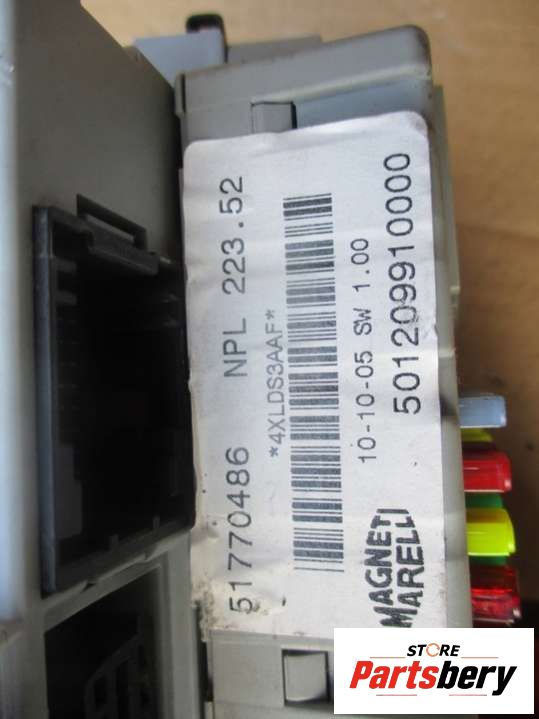 51770486 NPL 223.52
*4XLDS3AAF*
10-10-05 SW 1.00
501209910000
MAGNETI
MARELLI
STORE
Partsbery